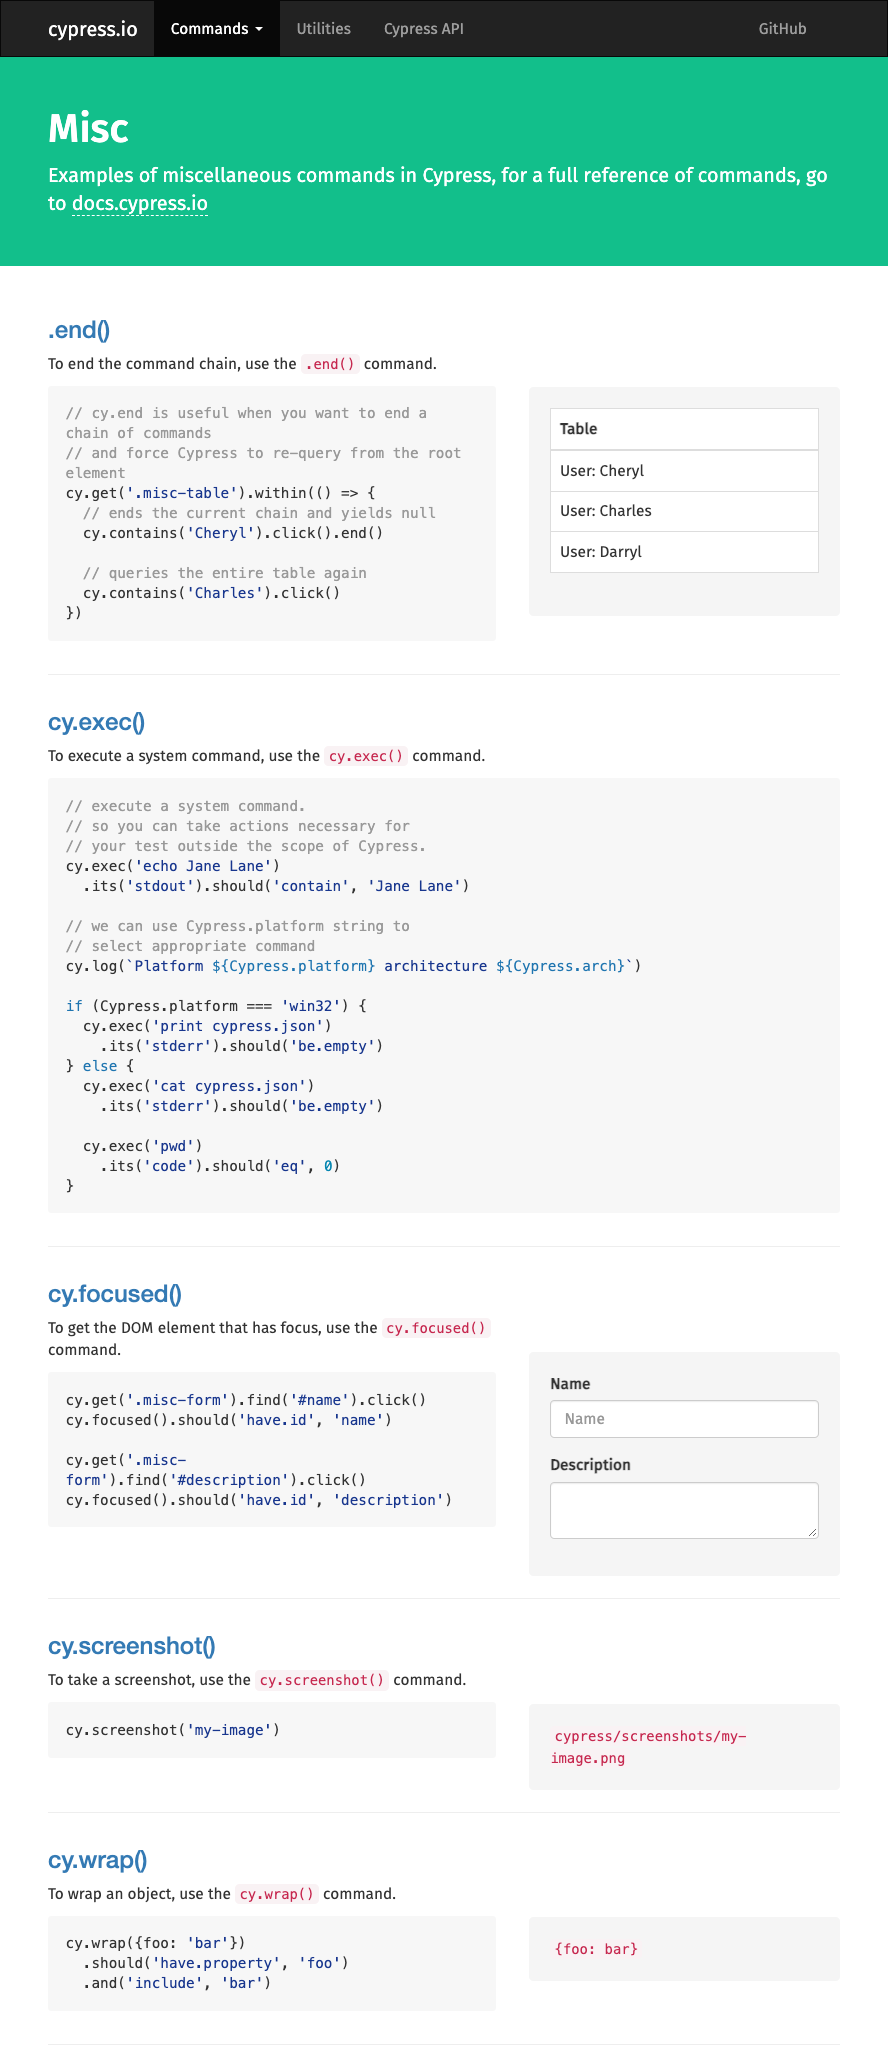 cypress.io Commands Utilities Cypress API GitHub
Misc
Examples of miscellaneous commands in Cypress, for a full reference of commands, go
to docs.cypress.io
.end()
To end the command chain, use the .end() command.
// cy.end is useful when you want to end a
chain of commands
// and force Cypress to re-query from the root
element
cy.get('.misc-table').within(() => {
  // ends the current chain and yields null
  cy.contains('Cheryl').click().end()

  // queries the entire table again
  cy.contains('Charles').click()
})
Table
User: Cheryl
User: Charles
User: Darryl
cy.exec()
To execute a system command, use the cy.exec() command.
// execute a system command.
// so you can take actions necessary for
// your test outside the scope of Cypress.
cy.exec('echo Jane Lane')
  .its('stdout').should('contain', 'Jane Lane')

// we can use Cypress.platform string to
// select appropriate command
cy.log(`Platform ${Cypress.platform} architecture ${Cypress.arch}`)

if (Cypress.platform === 'win32') {
  cy.exec('print cypress.json')
    .its('stderr').should('be.empty')
} else {
  cy.exec('cat cypress.json')
    .its('stderr').should('be.empty')

  cy.exec('pwd')
    .its('code').should('eq', 0)
}
cy.focused()
To get the DOM element that has focus, use the cy.focused()
command.
cy.get('.misc-form').find('#name').click()
cy.focused().should('have.id', 'name')

cy.get('.misc-
form').find('#description').click()
cy.focused().should('have.id', 'description')
Name
Name
Description
cy.screenshot()
To take a screenshot, use the cy.screenshot() command.
cy.screenshot('my-image')
cypress/screenshots/my-
image.png
cy.wrap()
To wrap an object, use the cy.wrap() command.
cy.wrap({foo: 'bar'})
  .should('have.property', 'foo')
  .and('include', 'bar')
{foo: bar}